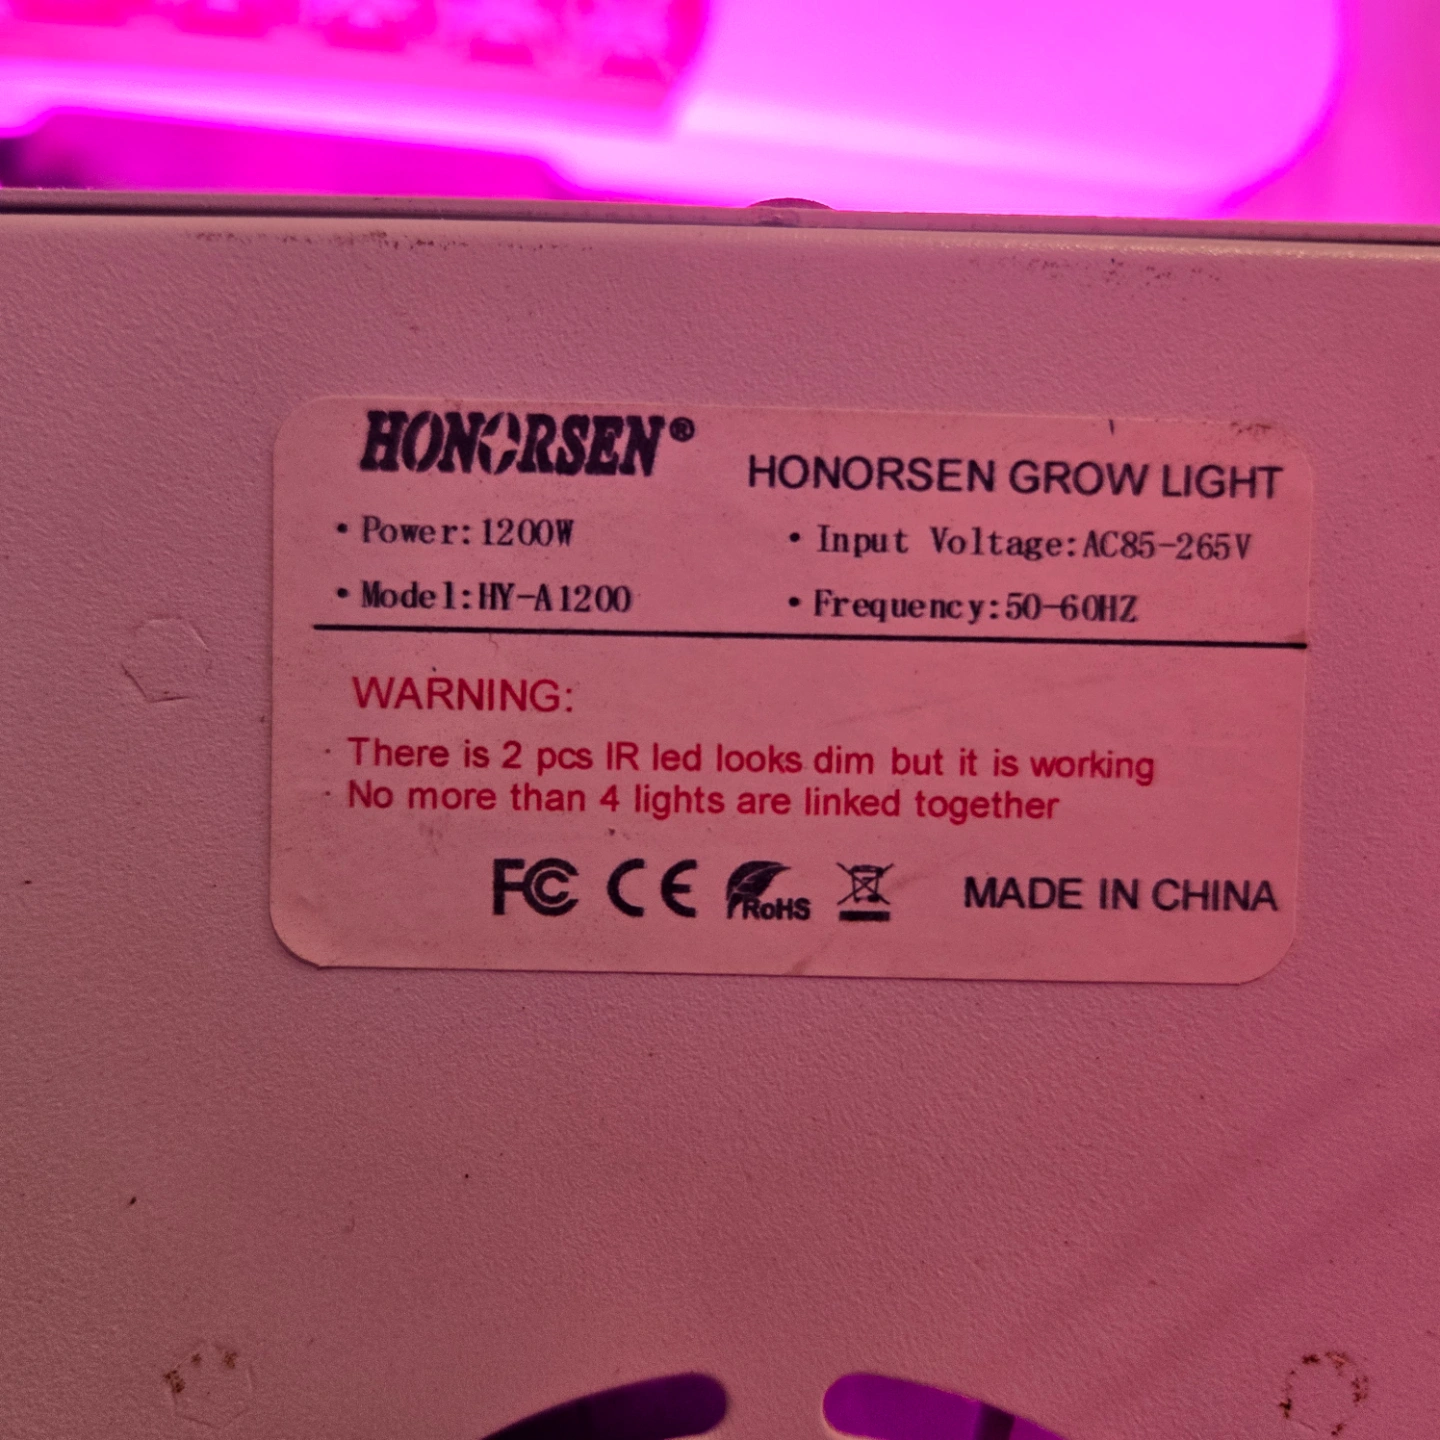 HONORSEN®
HONORSEN GROW LIGHT
• Power:1200W
• Input Voltage:AC85-265V
• Model:HY-A1200
• Frequency:50-60HZ
WARNING:
· There is 2 pcs IR led looks dim but it is working
· No more than 4 lights are linked together
FC CE RoHS MADE IN CHINA